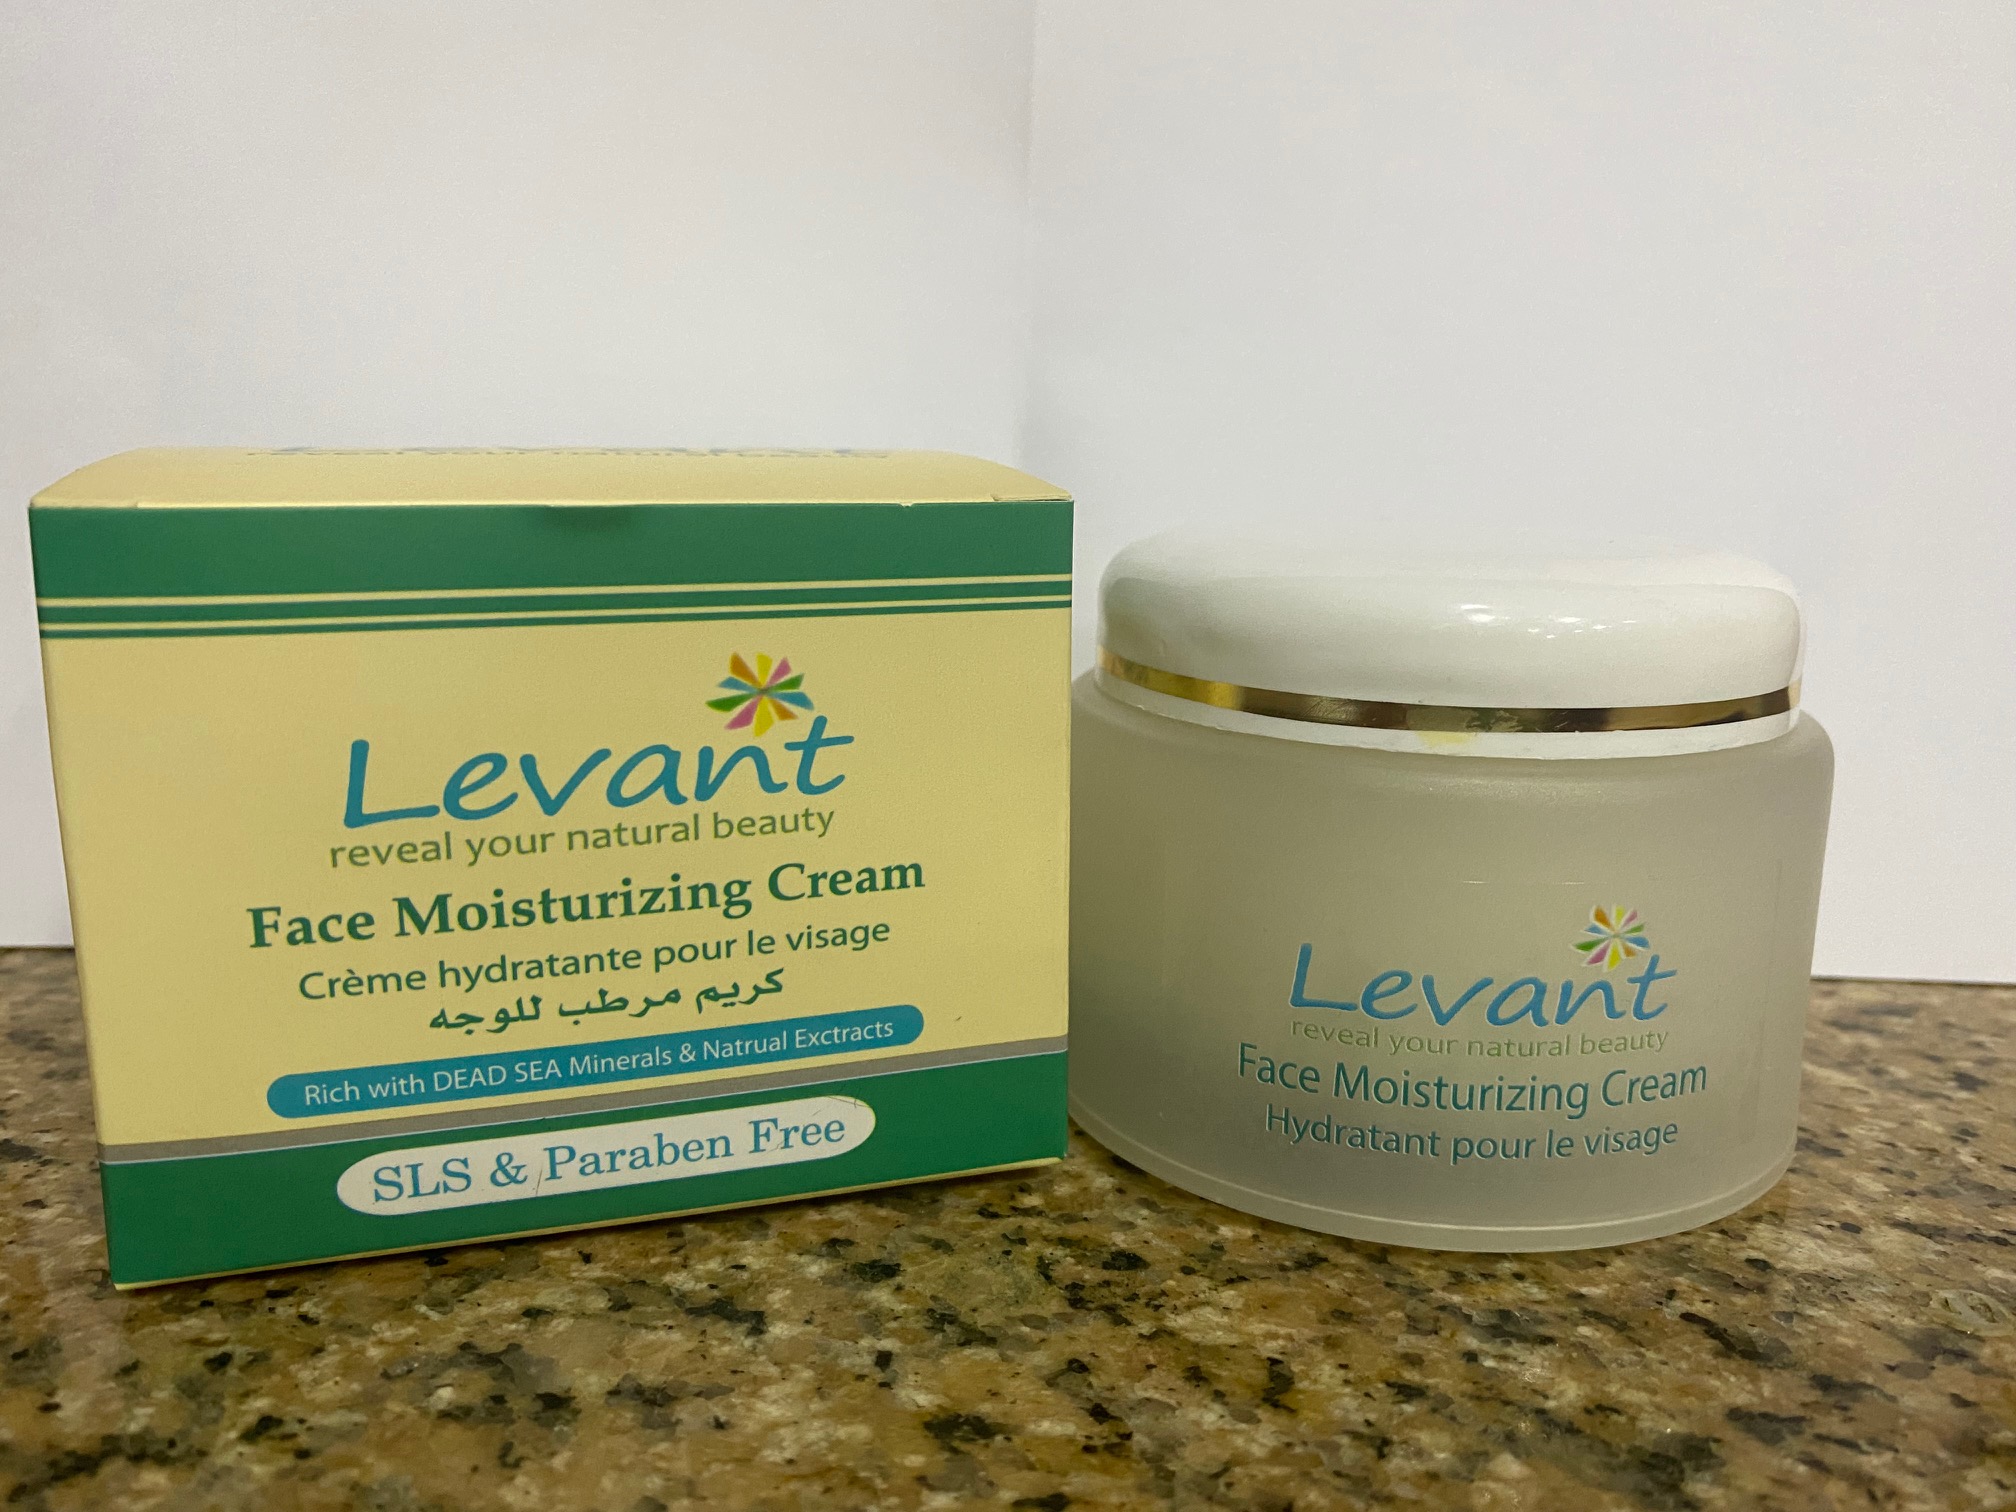 Levant
reveal your natural beauty
Face Moisturizing Cream
Crème hydratante pour le visage
كريم مرطب للوجه
Rich with DEAD SEA Minerals & Natrual Exctracts
SLS & Paraben Free
Levant
reveal your natural beauty
Face Moisturizing Cream
Hydratant pour le visage